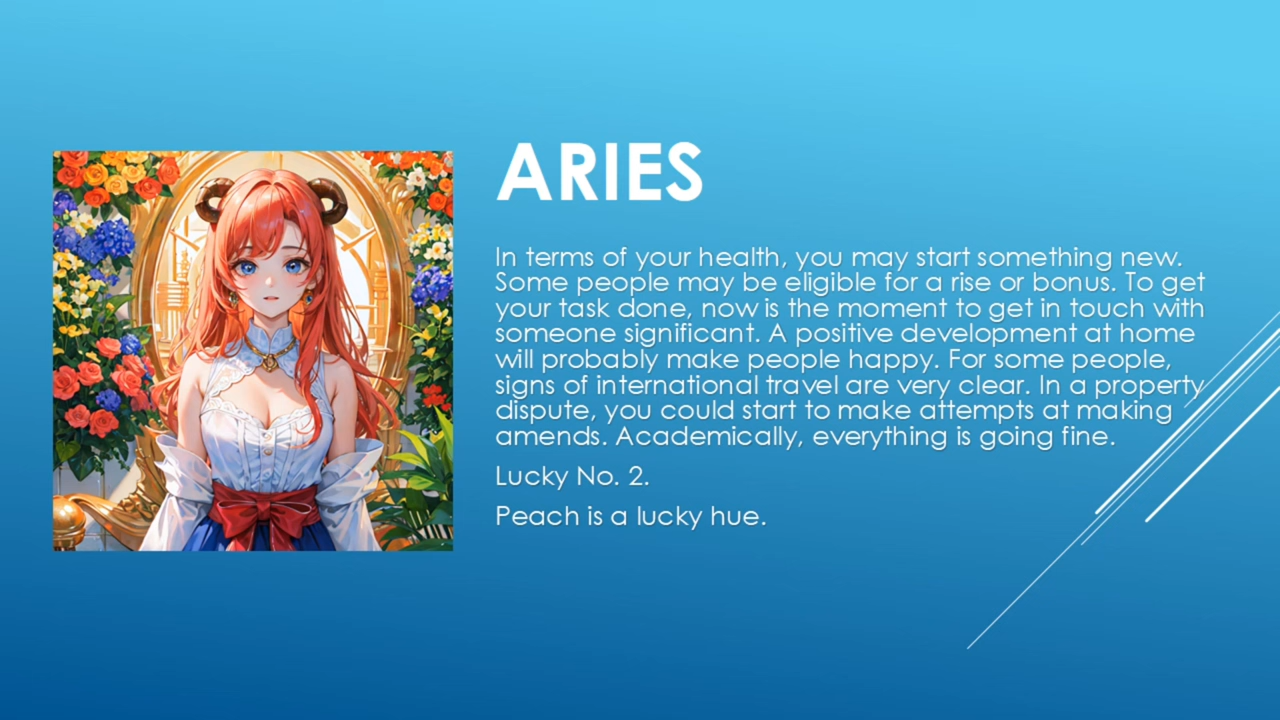 ARIES
In terms of your health, you may start something new.
Some people may be eligible for a rise or bonus. To get
your task done, now is the moment to get in touch with
someone significant. A positive development at home
will probably make people happy. For some people,
signs of international travel are very clear. In a property
dispute, you could start to make attempts at making
amends. Academically, everything is going fine.
Lucky No. 2.
Peach is a lucky hue.